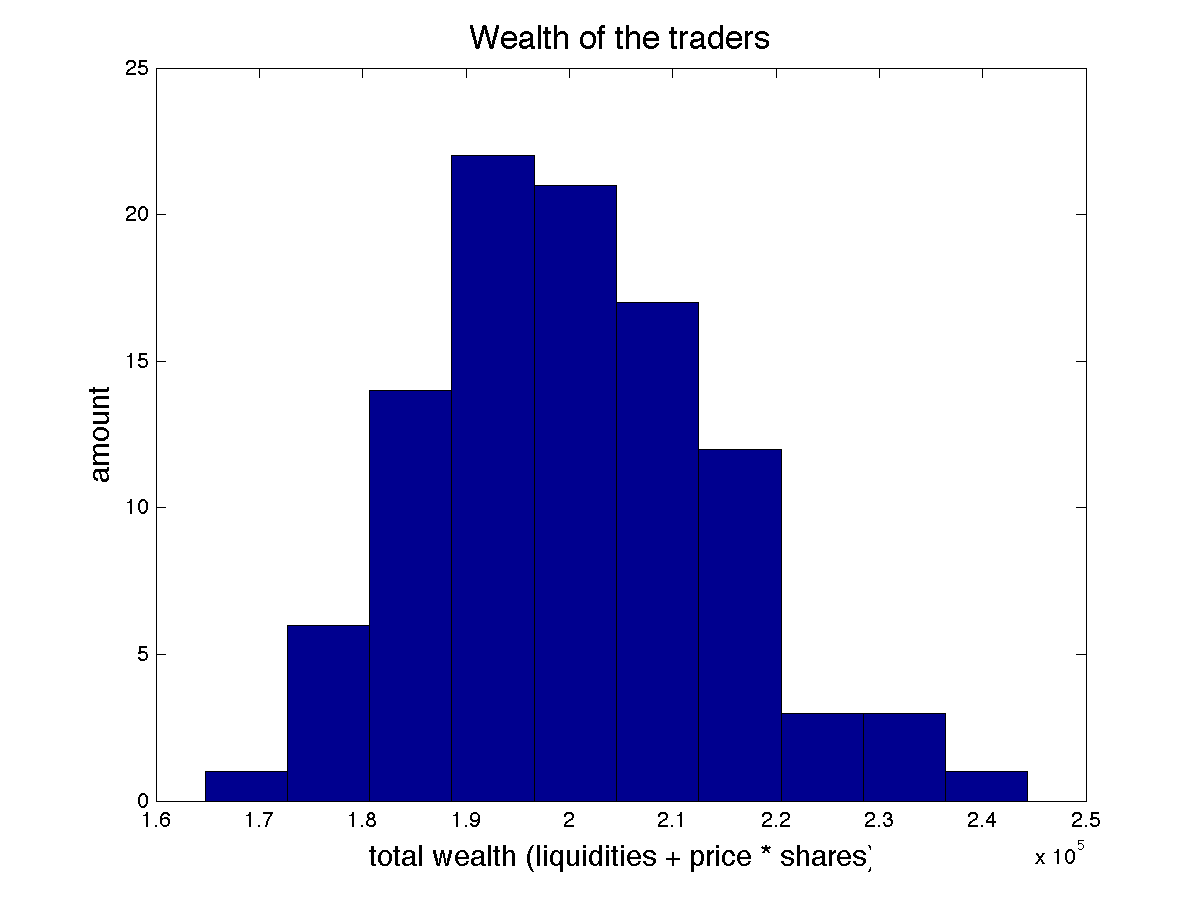 Wealth of the traders
25
20
15
10
5
0
amount
1.6 1.7 1.8 1.9 2 2.1 2.2 2.3 2.4 2.5
x 10^5
total wealth (liquidities + price * shares)